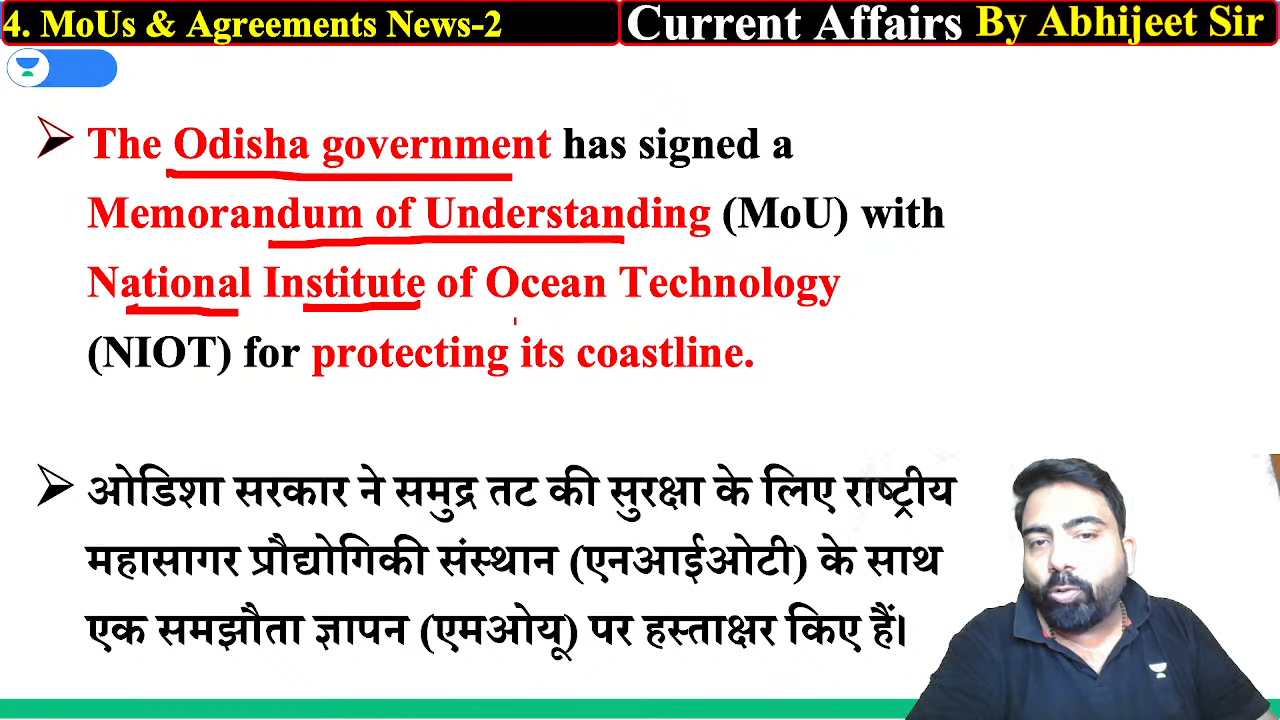 4. MoUs & Agreements News-2
Current Affairs By Abhijeet Sir
The Odisha government has signed a
Memorandum of Understanding (MoU) with
National Institute of Ocean Technology
(NIOT) for protecting its coastline.
ओडिशा सरकार ने समुद्र तट की सुरक्षा के लिए राष्ट्रीय
महासागर प्रौद्योगिकी संस्थान (एनआईओटी) के साथ
एक समझौता ज्ञापन (एमओयू) पर हस्ताक्षर किए हैं।